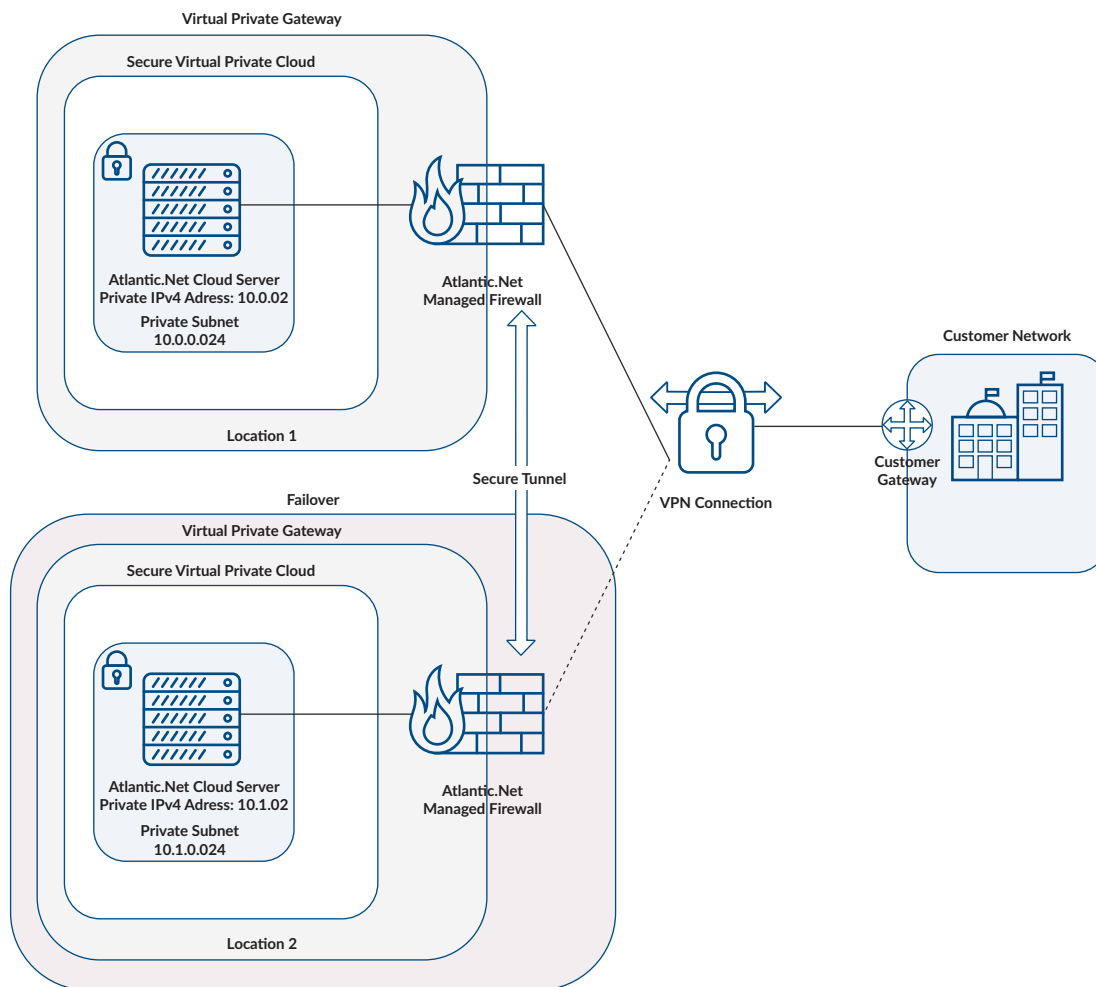 Virtual Private Gateway
Secure Virtual Private Cloud
Atlantic.Net Cloud Server
Private IPv4 Adress: 10.0.02
Private Subnet
10.0.0.024
Atlantic.Net
Managed Firewall
Location 1
Customer Network
Customer
Gateway
VPN Connection
Secure Tunnel
Failover
Virtual Private Gateway
Secure Virtual Private Cloud
Atlantic.Net Cloud Server
Private IPv4 Adress: 10.1.02
Private Subnet
10.1.0.024
Atlantic.Net
Managed Firewall
Location 2